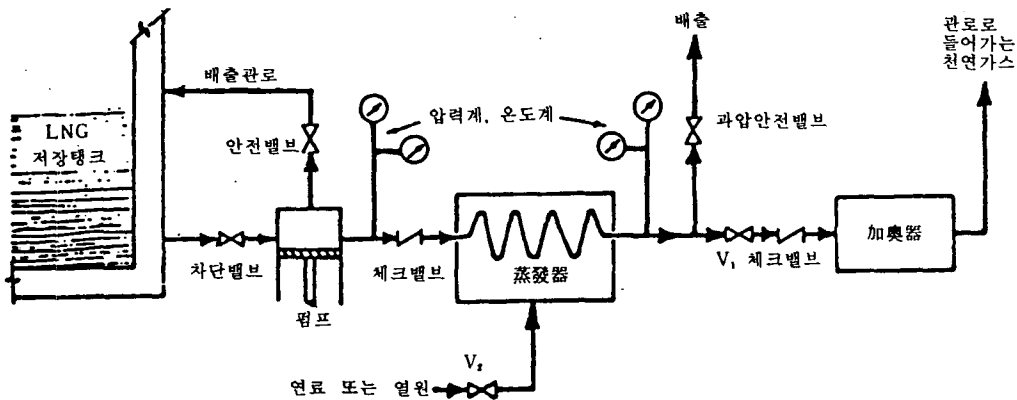 배출
관로로
들어가는
천연가스
배출관로
압력계, 온도계
과압안전밸브
LNG
저장탱크
안전밸브
차단밸브
체크밸브
蒸發器
V₁ 체크밸브
加臭器
펌프
V₂
연료 또는 열원